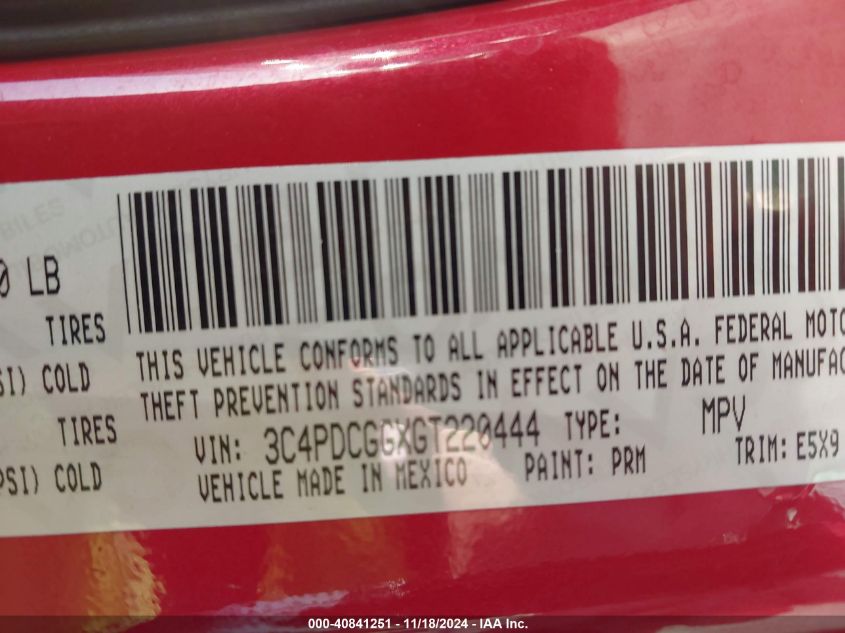 0 LB
TIRES
SI) COLD
TIRES
PSI) COLD
THIS VEHICLE CONFORMS TO ALL APPLICABLE U.S.A. FEDERAL MOTO
THEFT PREVENTION STANDARDS IN EFFECT ON THE DATE OF MANUFAC
VIN: 3C4PDCGGXGT220444 TYPE: MPV
VEHICLE MADE IN MEXICO PAINT: PRM TRIM: E5X9
000-40841251 - 11/18/2024 - IAA Inc.